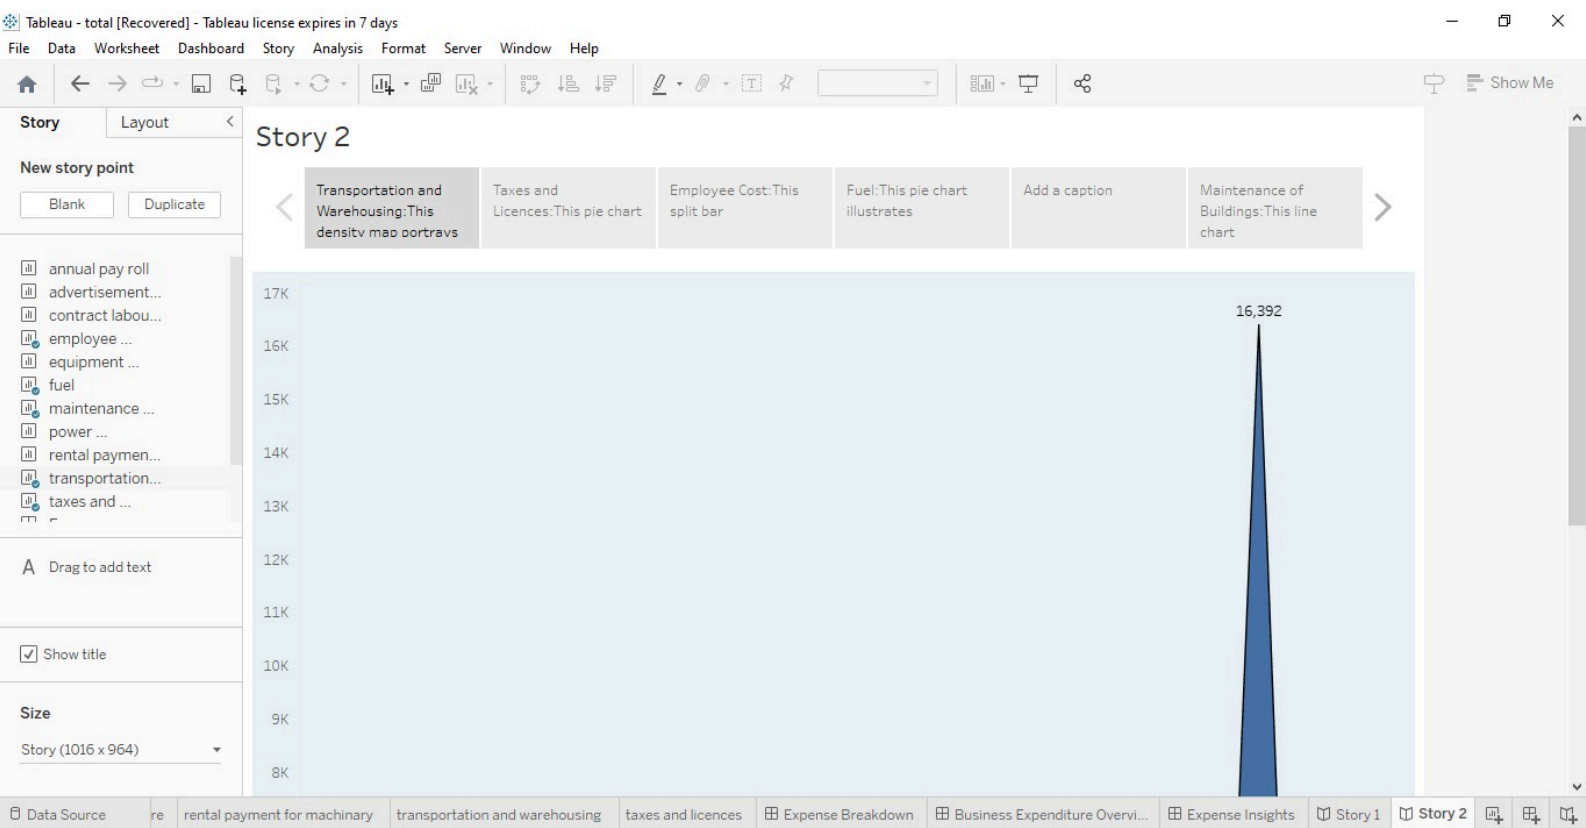 Tableau - total [Recovered] - Tableau license expires in 7 days
File Data Worksheet Dashboard Story Analysis Format Server Window Help
Show Me
Story Layout
New story point
Blank Duplicate
annual pay roll
advertisement...
contract labou...
employee ...
equipment ...
fuel
maintenance ...
power ...
rental paymen...
transportation...
taxes and ...
A Drag to add text
Show title
Size
Story (1016 x 964)
Story 2
Transportation and
Warehousing:This
density map portrays
Taxes and
Licences:This pie chart
Employee Cost:This
split bar
Fuel:This pie chart
illustrates
Add a caption
Maintenance of
Buildings:This line
chart
17K
16K
15K
14K
13K
12K
11K
10K
9K
8K
16,392
Data Source re rental payment for machinary transportation and warehousing taxes and licences Expense Breakdown Business Expenditure Overvi... Expense Insights Story 1 Story 2